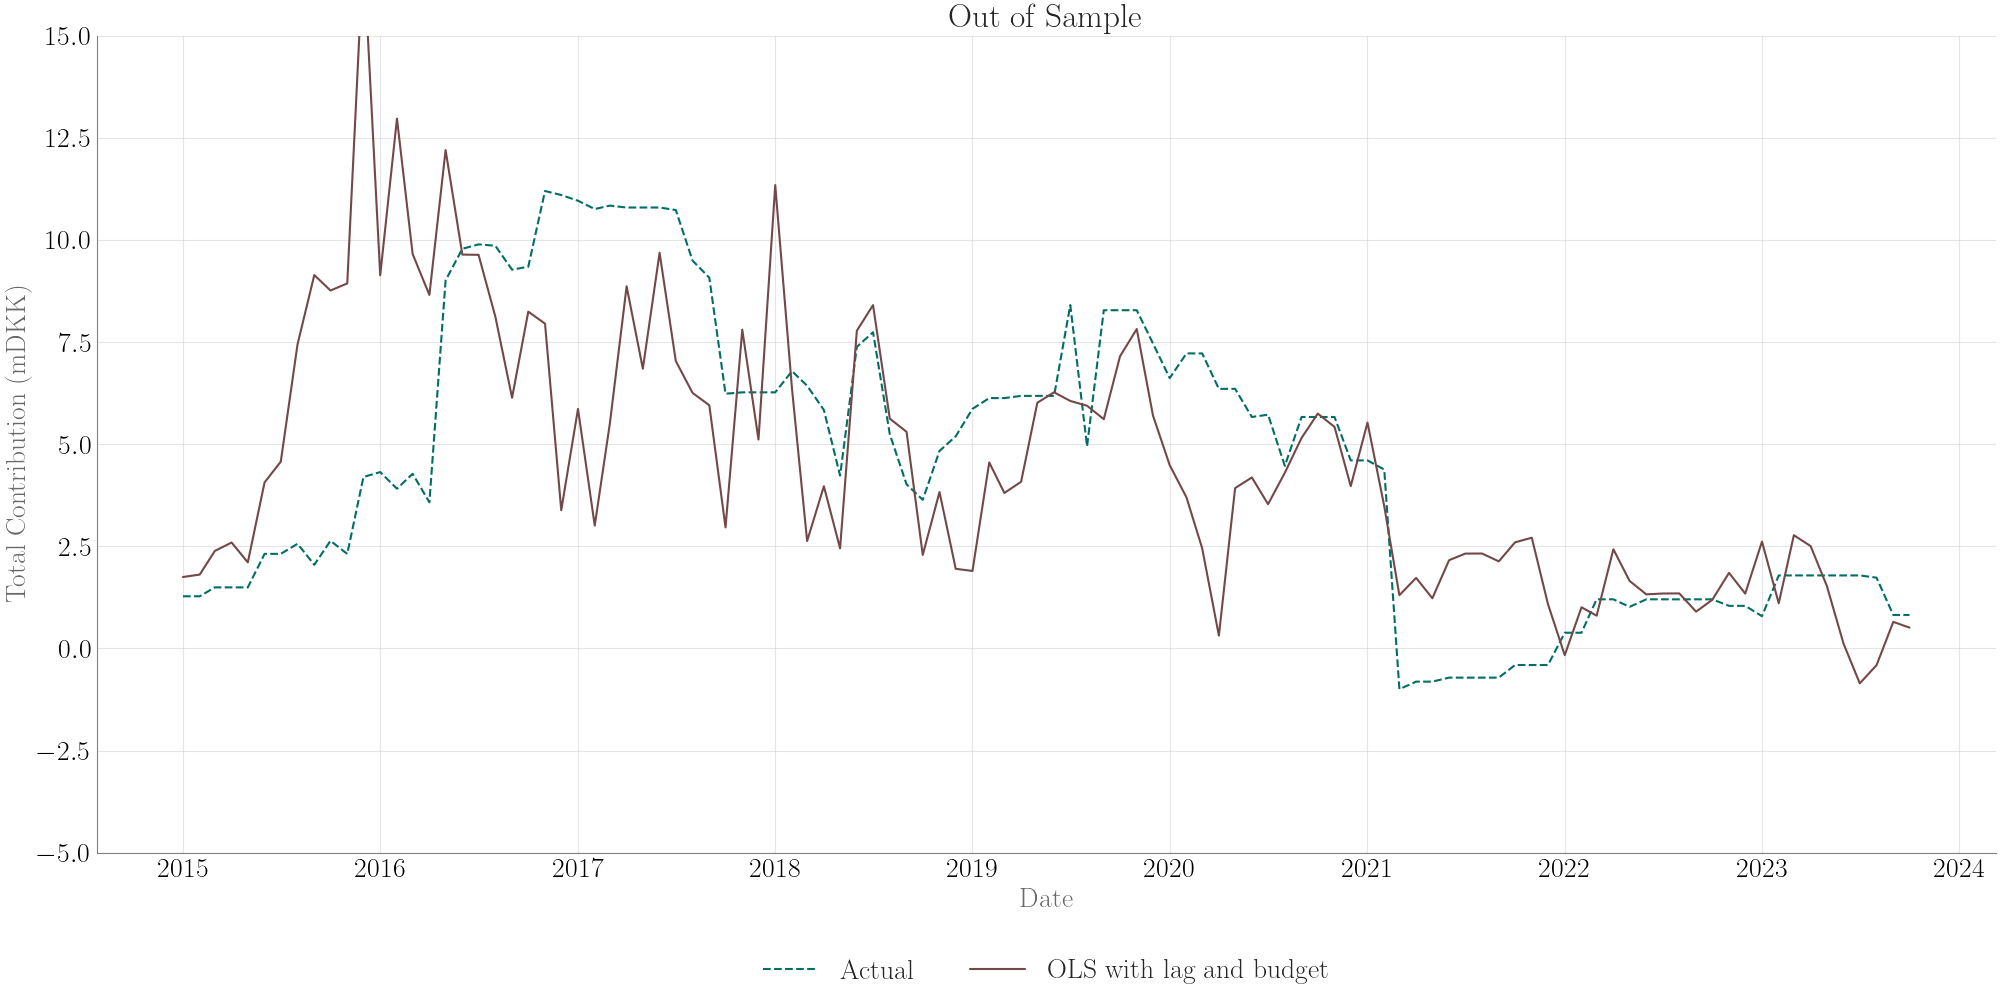 Out of Sample
Total Contribution (mDKK)
15.0
12.5
10.0
7.5
5.0
2.5
0.0
−2.5
−5.0
2015 2016 2017 2018 2019 2020 2021 2022 2023 2024
Date
Actual OLS with lag and budget